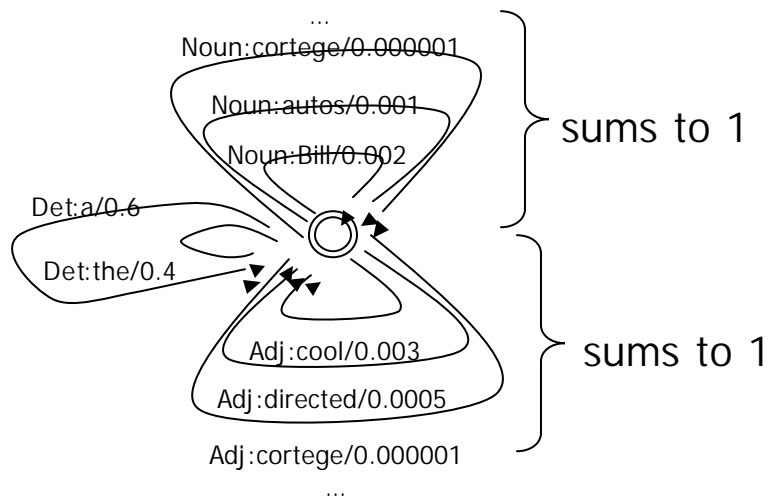 ...
Noun:cortege/0.000001
Noun:autos/0.001
sums to 1
Noun:Bill/0.002
Det:a/0.6
Det:the/0.4
Adj:cool/0.003
sums to 1
Adj:directed/0.0005
Adj:cortege/0.000001
...